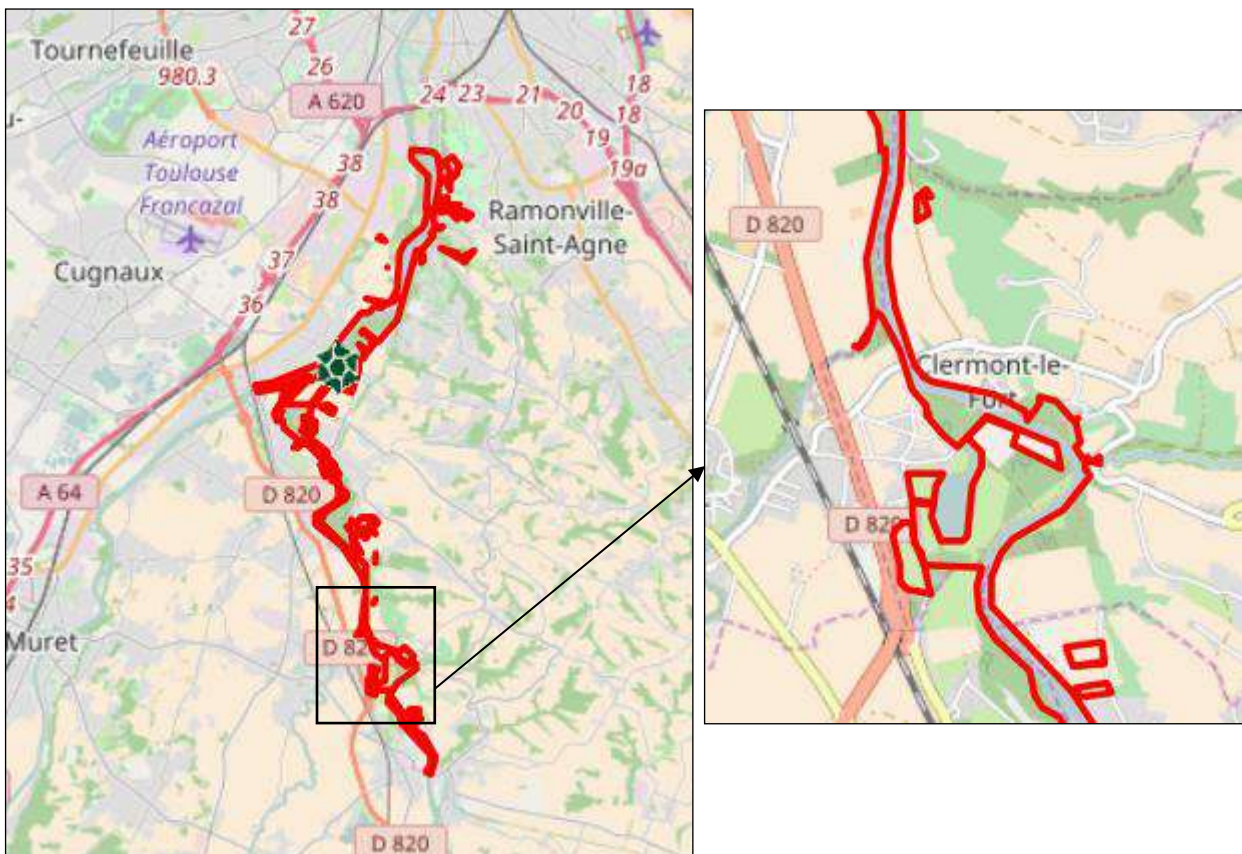 27
Tournefeuille
980.3
26
18
A 620
24
23
21
20
18
u-
Aéroport
Toulouse
Francazal
38
19
19a
38
Ramonville-
Saint-Agne
37
Cugnaux
36
A 64
D 820
35
4
Muret
D 82
D 820
D 820
Clermont-le-
Fort
D 820